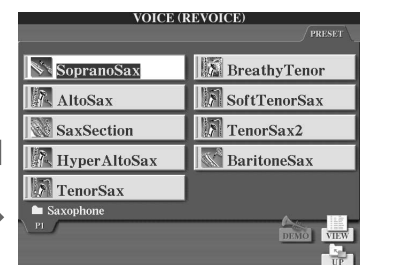 VOICE (REVOICE)
PRESET
SopranoSax
BreathyTenor
AltoSax
SoftTenorSax
SaxSection
TenorSax2
HyperAltoSax
BaritoneSax
TenorSax
Saxophone
P1
DEMO
VIEW
UP